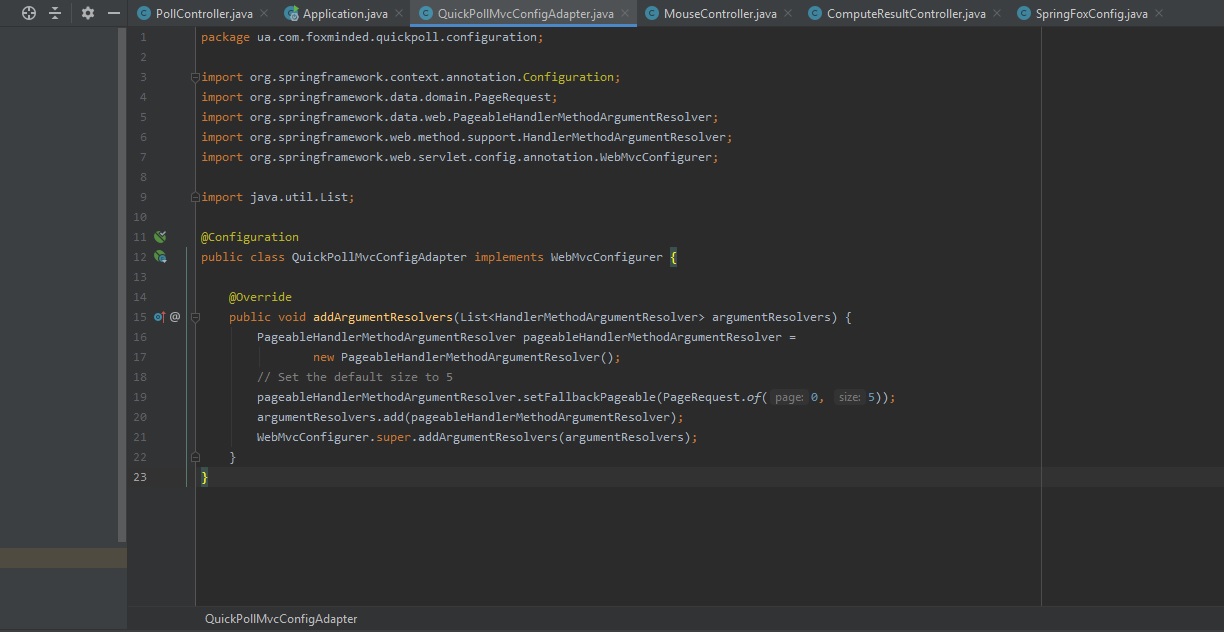 PollController.java
Application.java
QuickPollMvcConfigAdapter.java
MouseController.java
ComputeResultController.java
SpringFoxConfig.java
1 package ua.com.foxminded.quickpoll.configuration;
2
3 import org.springframework.context.annotation.Configuration;
4 import org.springframework.data.domain.PageRequest;
5 import org.springframework.data.web.PageableHandlerMethodArgumentResolver;
6 import org.springframework.web.method.support.HandlerMethodArgumentResolver;
7 import org.springframework.web.servlet.config.annotation.WebMvcConfigurer;
8
9 import java.util.List;
10
11 @Configuration
12 public class QuickPollMvcConfigAdapter implements WebMvcConfigurer {
13
14     @Override
15 @ public void addArgumentResolvers(List<HandlerMethodArgumentResolver> argumentResolvers) {
16         PageableHandlerMethodArgumentResolver pageableHandlerMethodArgumentResolver =
17                 new PageableHandlerMethodArgumentResolver();
18         // Set the default size to 5
19         pageableHandlerMethodArgumentResolver.setFallbackPageable(PageRequest.of( page: 0, size: 5));
20         argumentResolvers.add(pageableHandlerMethodArgumentResolver);
21         WebMvcConfigurer.super.addArgumentResolvers(argumentResolvers);
22     }
23 }
QuickPollMvcConfigAdapter